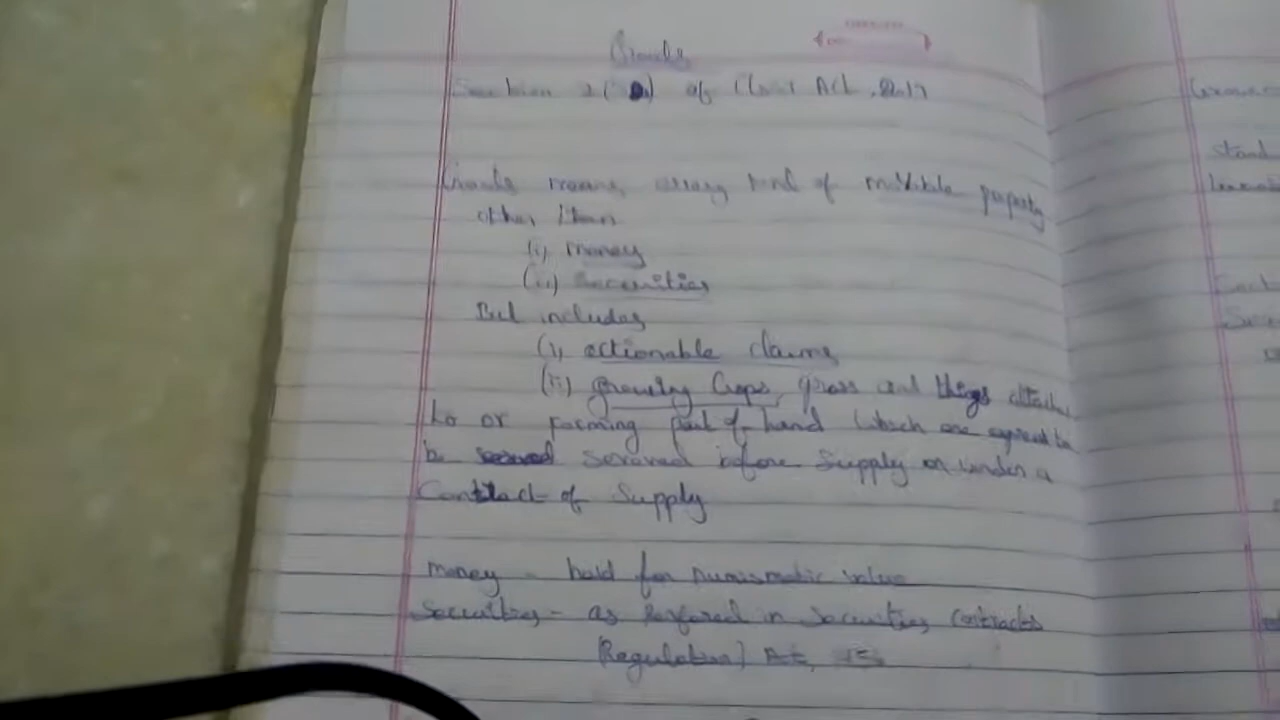 Goods
Section 2( ) of CGST Act, 2017
Goods means every kind of movable property
other than
(i) money
(ii) Securities
But includes
(i) actionable claims
(ii) growing Crops, grass and things attached
to or forming part of land which are agreed to
be severed before Supply or under a
Contract of Supply
Money - hold for numismatic value
Securities - as Referred in Securities Contracts
(Regulation) Act,